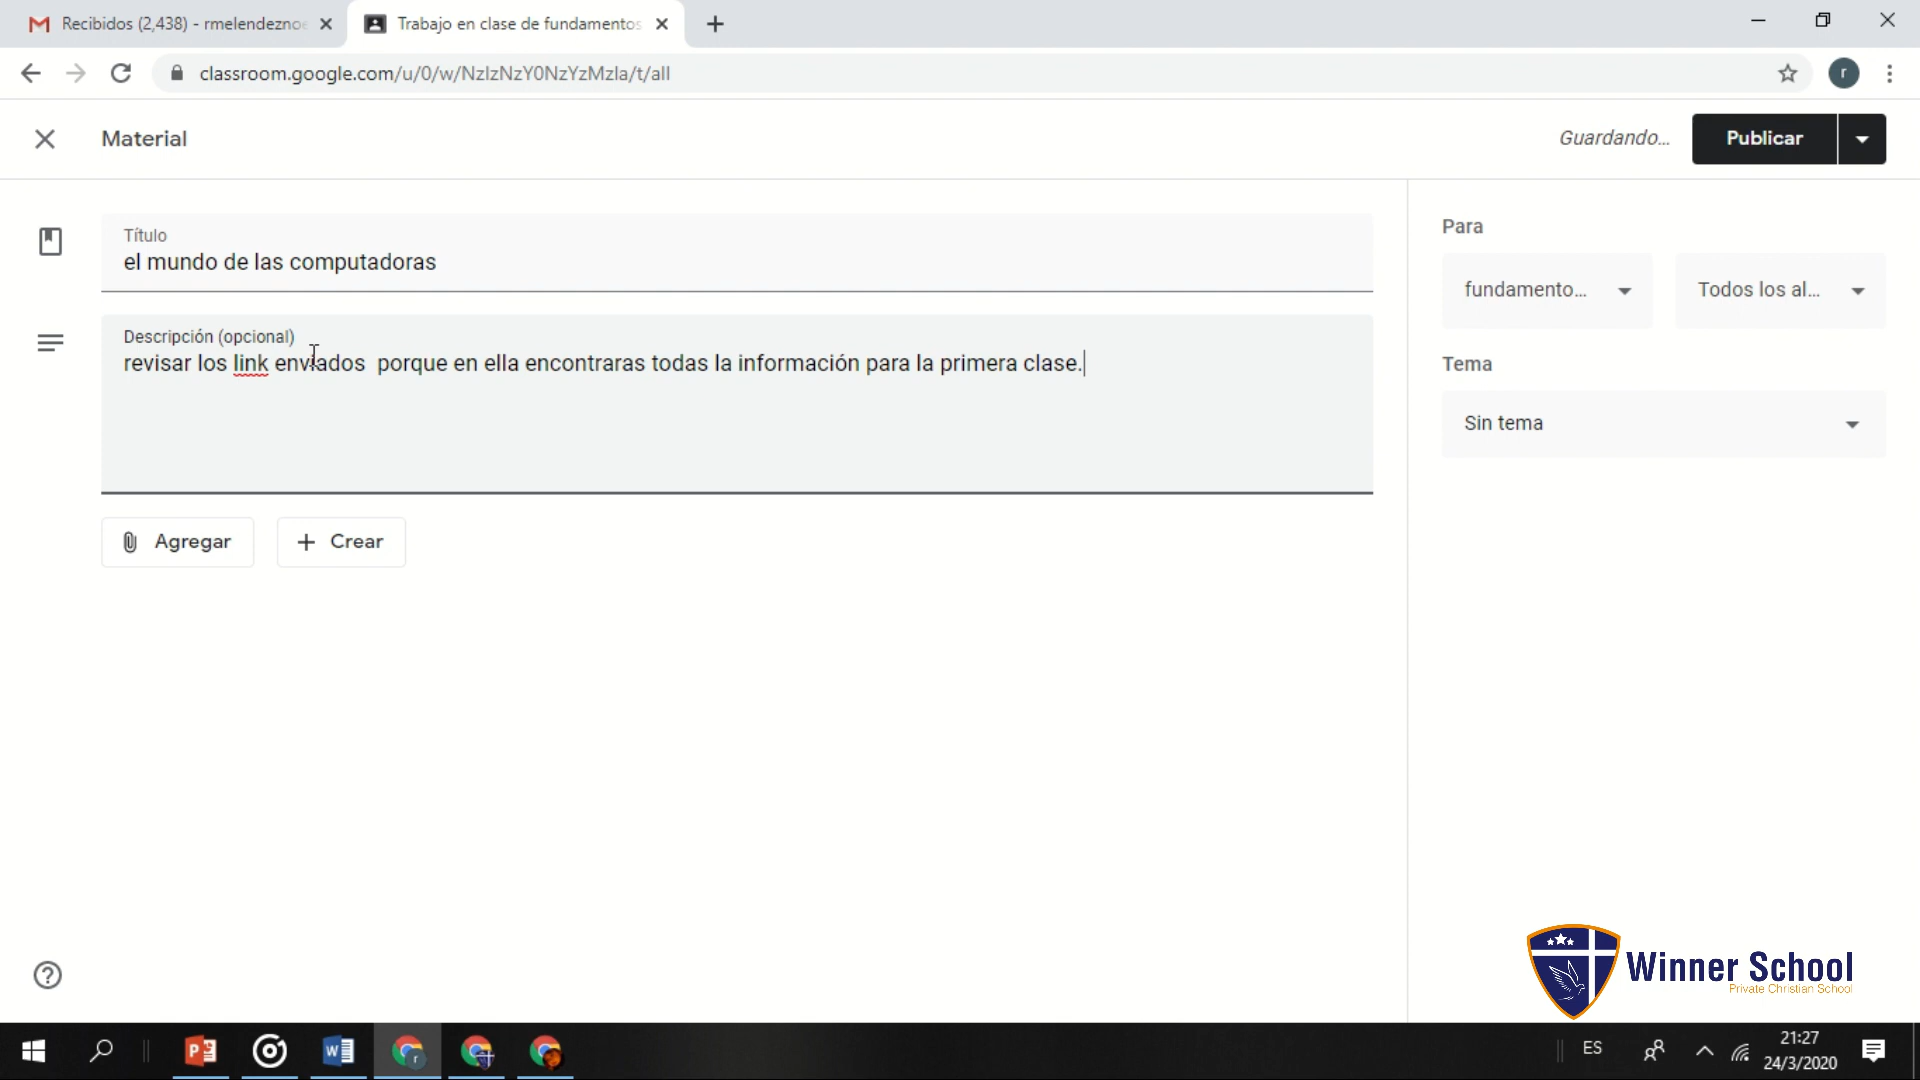 Recibidos (2,438) - rmelendeznoe
Trabajo en clase de fundamentos
classroom.google.com/u/0/w/NzIzNzY0NzYzMzIa/t/all
r
Material
Guardando...
Publicar
Título
el mundo de las computadoras
Descripción (opcional)
revisar los link enviados  porque en ella encontraras todas la información para la primera clase.
Agregar
Crear
Para
fundamento...
Todos los al...
Tema
Sin tema
Winner School
Private Christian School
ES
21:27
24/3/2020